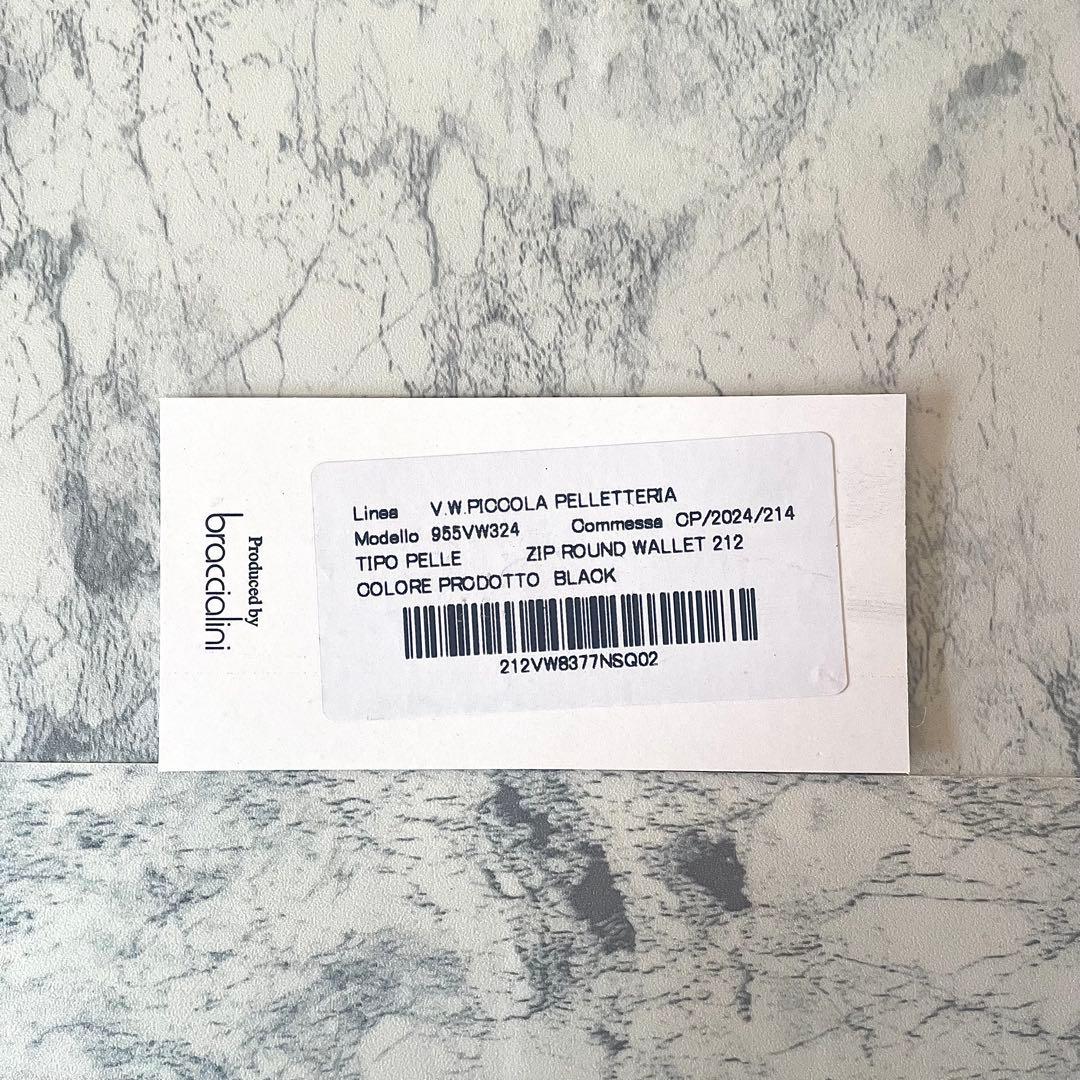 Produced by
braccialini
Linea V.W.PICCOLA PELLETTERIA
Modello 955VW324 Commessa CP/2024/214
TIPO PELLE ZIP ROUND WALLET 212
COLORE PRODOTTO BLACK
212VW8377NSQ02